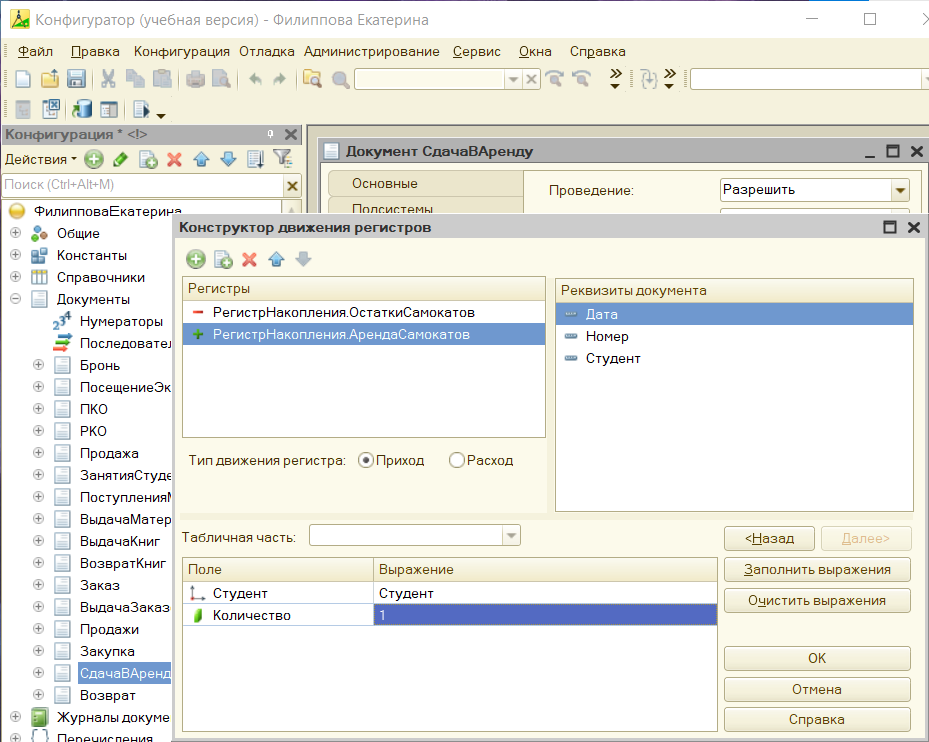 Конфигуратор (учебная версия) - Филиппова Екатерина
Файл Правка Конфигурация Отладка Администрирование Сервис Окна Справка
Конфигурация * <!>
Действия
Поиск (Ctrl+Alt+M)
ФилипповаЕкатерина
Общие
Константы
Справочники
Документы
Нумераторы
Последовател
Бронь
ПосещениеЭк
ПКО
РКО
Продажа
ЗанятияСтуде
ПоступленияМ
ВыдачаМатер
ВыдачаКниг
ВозвратКниг
Заказ
ВыдачаЗаказ
Продажи
Закупка
СдачаВАренд
Возврат
Журналы докуме
Перечисления
Документ СдачаВАренду
Основные
Подсистемы
Проведение: Разрешить
Конструктор движения регистров
Регистры
РегистрНакопления.ОстаткиСамокатов
РегистрНакопления.АрендаСамокатов
Реквизиты документа
Дата
Номер
Студент
Тип движения регистра: Приход Расход
Табличная часть:
<Назад Далее>
Поле Выражение
Студент Студент
Количество 1
Заполнить выражения
Очистить выражения
OK
Отмена
Справка